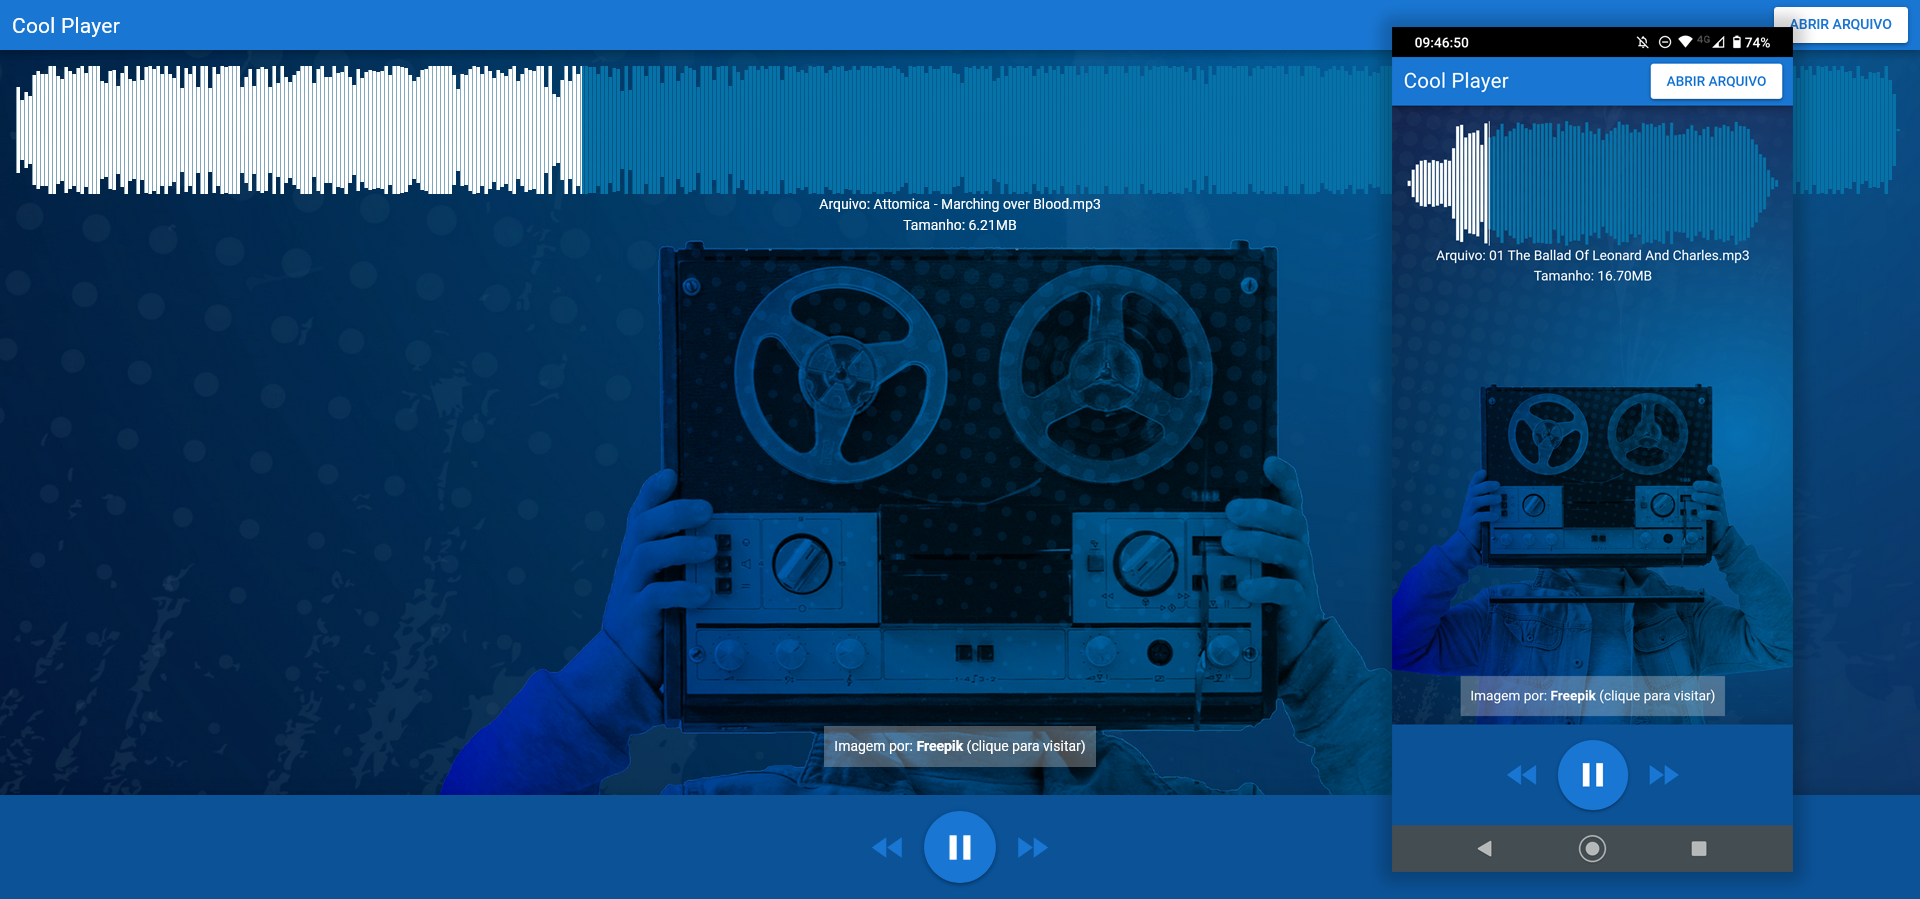 Cool Player
ABRIR ARQUIVO
Arquivo: Attomica - Marching over Blood.mp3
Tamanho: 6.21MB
Imagem por: Freepik (clique para visitar)
09:46:50
4G
74%
Cool Player
ABRIR ARQUIVO
Arquivo: 01 The Ballad Of Leonard And Charles.mp3
Tamanho: 16.70MB
Imagem por: Freepik (clique para visitar)